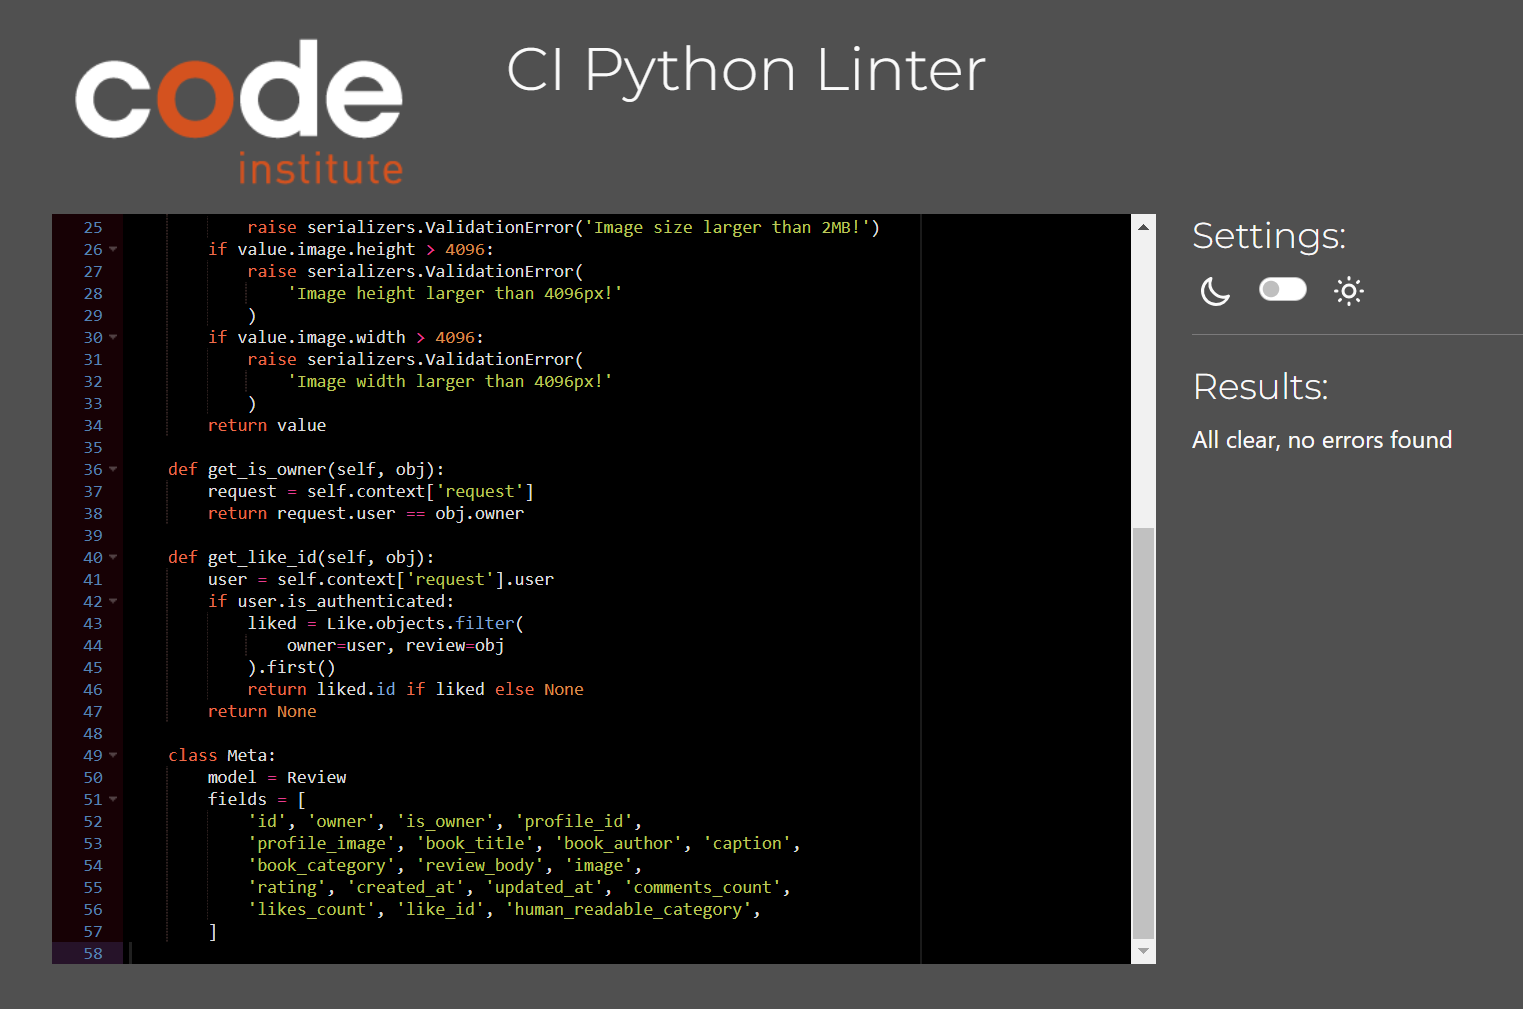 code
institute
CI Python Linter
25 raise serializers.ValidationError('Image size larger than 2MB!')
26 if value.image.height > 4096:
27 raise serializers.ValidationError(
28 'Image height larger than 4096px!'
29 )
30 if value.image.width > 4096:
31 raise serializers.ValidationError(
32 'Image width larger than 4096px!'
33 )
34 return value
35
36 def get_is_owner(self, obj):
37 request = self.context['request']
38 return request.user == obj.owner
39
40 def get_like_id(self, obj):
41 user = self.context['request'].user
42 if user.is_authenticated:
43 liked = Like.objects.filter(
44 owner=user, review=obj
45 ).first()
46 return liked.id if liked else None
47 return None
48
49 class Meta:
50 model = Review
51 fields = [
52 'id', 'owner', 'is_owner', 'profile_id',
53 'profile_image', 'book_title', 'book_author', 'caption',
54 'book_category', 'review_body', 'image',
55 'rating', 'created_at', 'updated_at', 'comments_count',
56 'likes_count', 'like_id', 'human_readable_category',
57 ]
58
Settings:
Results:
All clear, no errors found